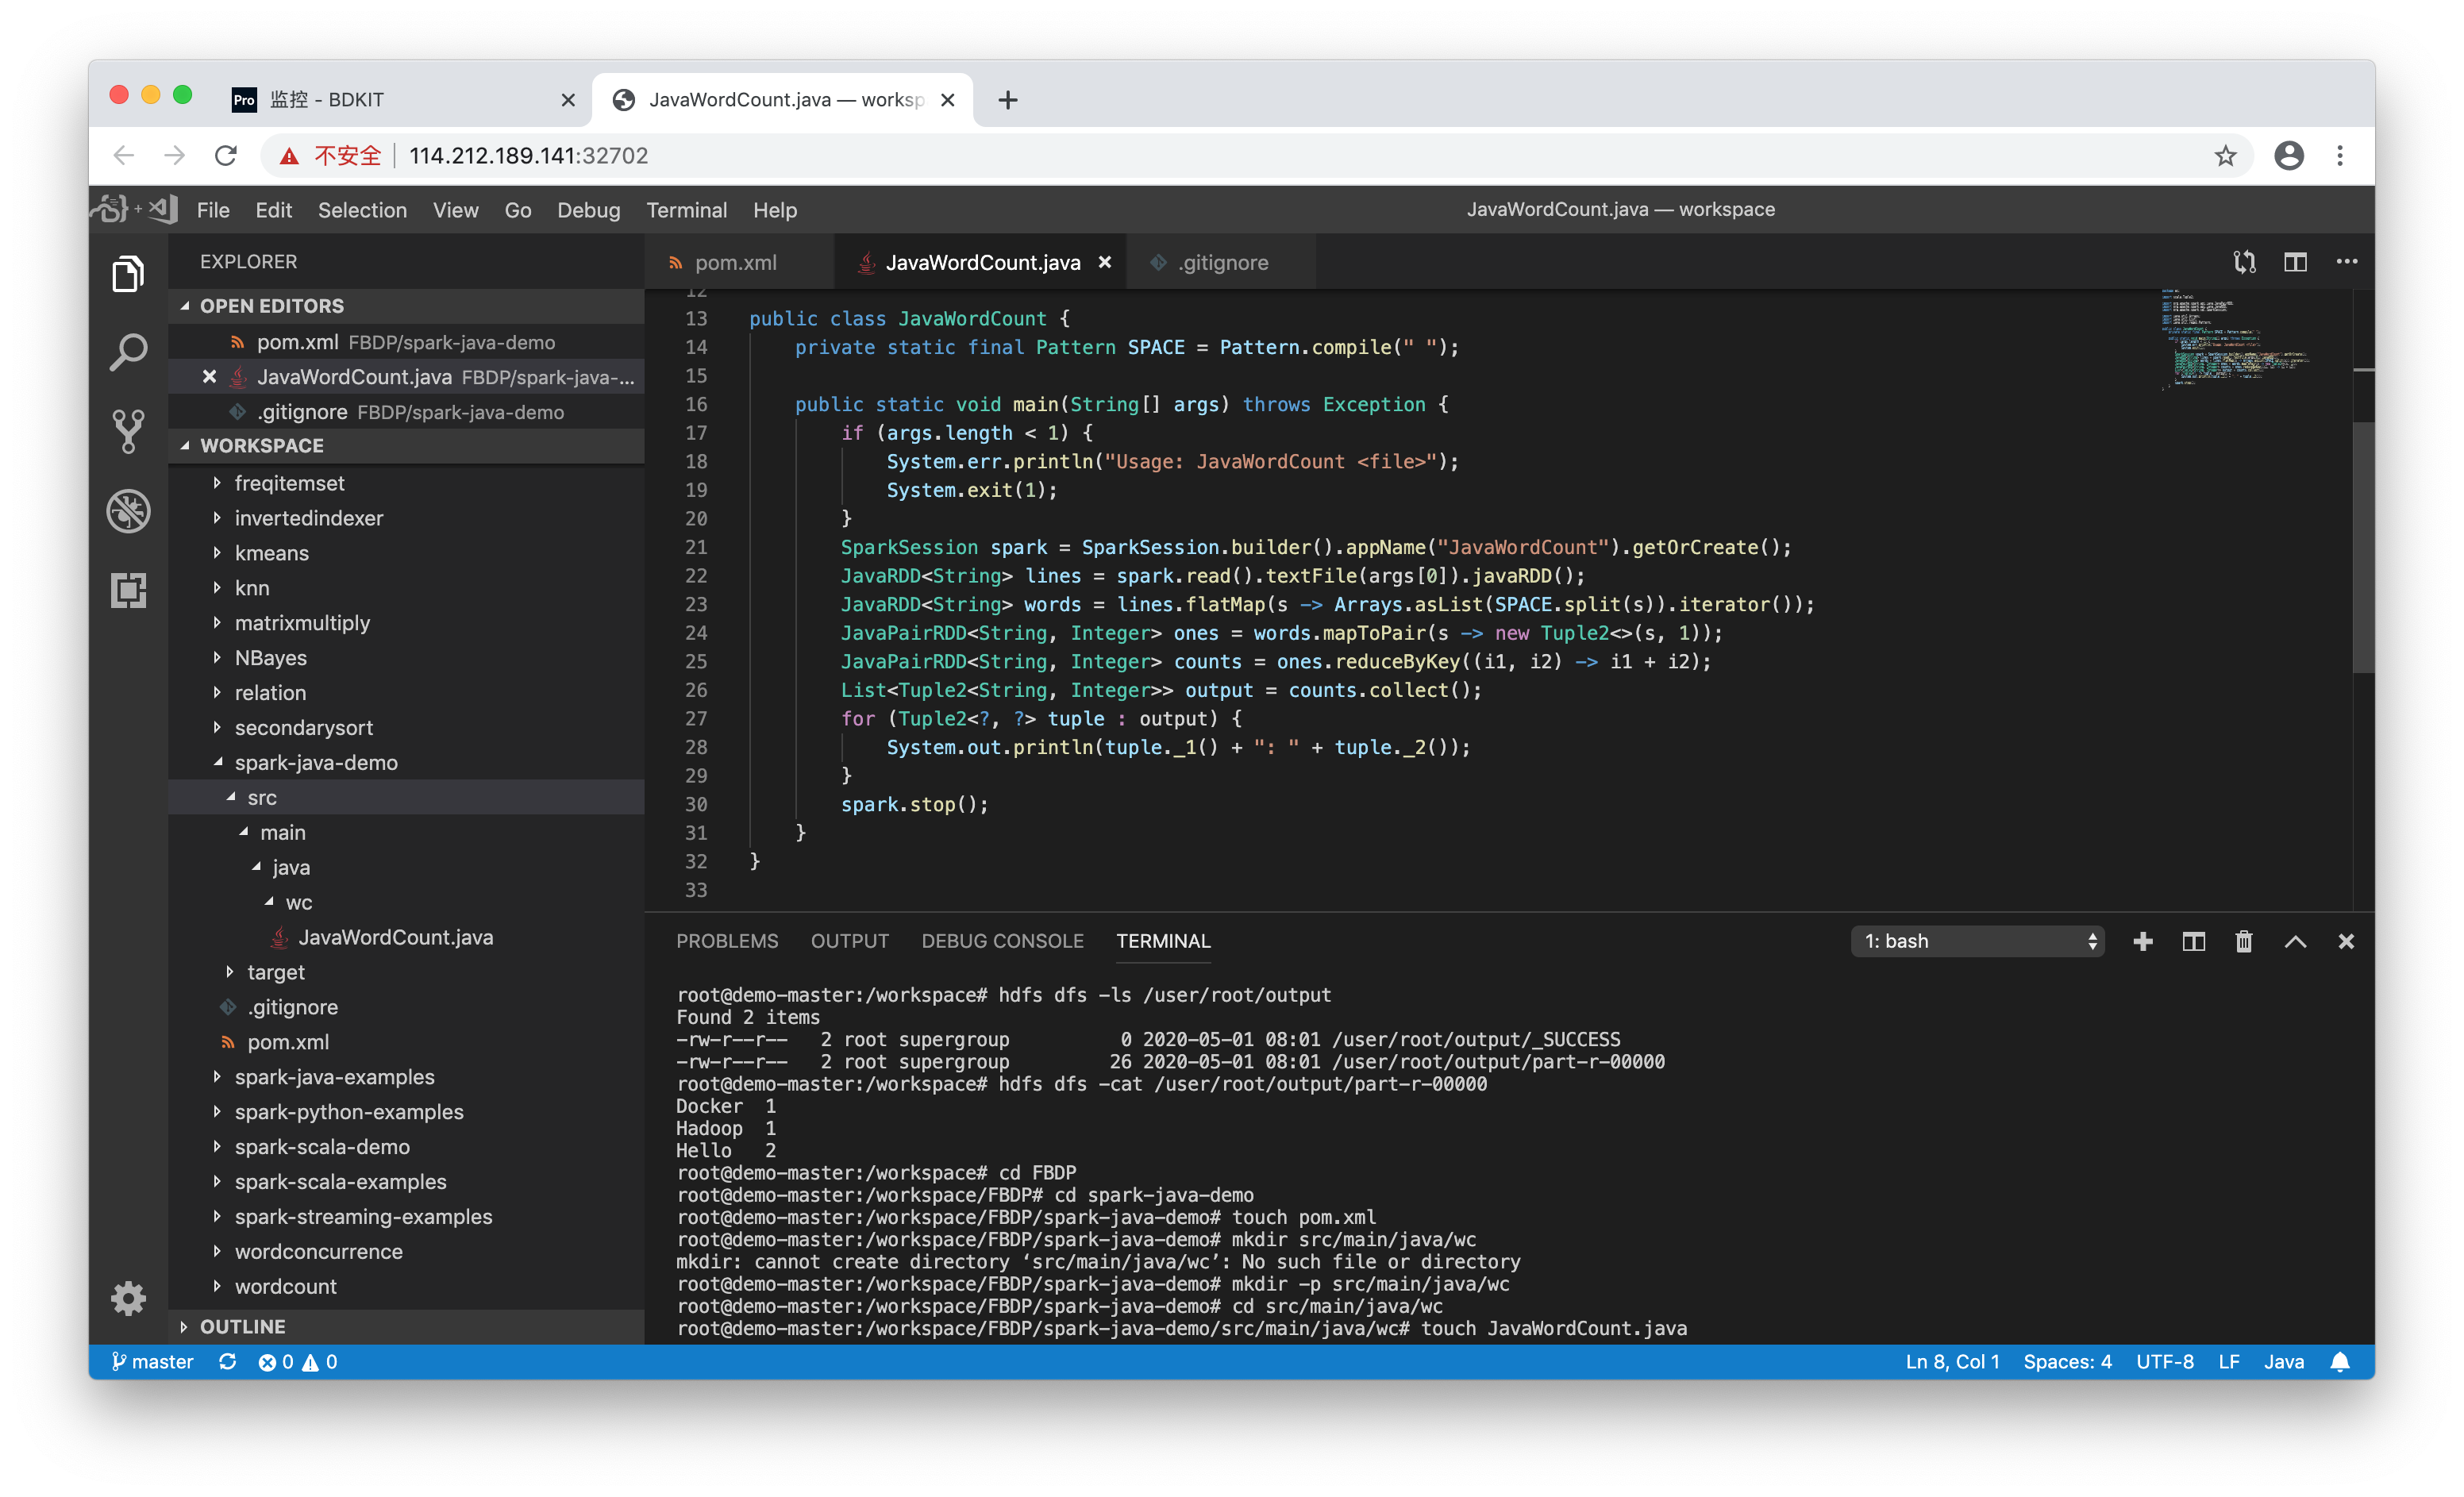 Pro 监控 - BDKIT
JavaWordCount.java — worksp
不安全 114.212.189.141:32702
File Edit Selection View Go Debug Terminal Help
JavaWordCount.java — workspace
EXPLORER
OPEN EDITORS
pom.xml FBDP/spark-java-demo
JavaWordCount.java FBDP/spark-java-...
.gitignore FBDP/spark-java-demo
WORKSPACE
freqitemset
invertedindexer
kmeans
knn
matrixmultiply
NBayes
relation
secondarysort
spark-java-demo
src
main
java
wc
JavaWordCount.java
target
.gitignore
pom.xml
spark-java-examples
spark-python-examples
spark-scala-demo
spark-scala-examples
spark-streaming-examples
wordconcurrence
wordcount
OUTLINE
pom.xml JavaWordCount.java .gitignore
12
13 public class JavaWordCount {
14 private static final Pattern SPACE = Pattern.compile(" ");
15
16 public static void main(String[] args) throws Exception {
17 if (args.length < 1) {
18 System.err.println("Usage: JavaWordCount <file>");
19 System.exit(1);
20 }
21 SparkSession spark = SparkSession.builder().appName("JavaWordCount").getOrCreate();
22 JavaRDD<String> lines = spark.read().textFile(args[0]).javaRDD();
23 JavaRDD<String> words = lines.flatMap(s -> Arrays.asList(SPACE.split(s)).iterator());
24 JavaPairRDD<String, Integer> ones = words.mapToPair(s -> new Tuple2<>(s, 1));
25 JavaPairRDD<String, Integer> counts = ones.reduceByKey((i1, i2) -> i1 + i2);
26 List<Tuple2<String, Integer>> output = counts.collect();
27 for (Tuple2<?, ?> tuple : output) {
28 System.out.println(tuple._1() + ": " + tuple._2());
29 }
30 spark.stop();
31 }
32 }
33
PROBLEMS OUTPUT DEBUG CONSOLE TERMINAL
1: bash
root@demo-master:/workspace# hdfs dfs -ls /user/root/output
Found 2 items
-rw-r--r-- 2 root supergroup 0 2020-05-01 08:01 /user/root/output/_SUCCESS
-rw-r--r-- 2 root supergroup 26 2020-05-01 08:01 /user/root/output/part-r-00000
root@demo-master:/workspace# hdfs dfs -cat /user/root/output/part-r-00000
Docker 1
Hadoop 1
Hello 2
root@demo-master:/workspace# cd FBDP
root@demo-master:/workspace/FBDP# cd spark-java-demo
root@demo-master:/workspace/FBDP/spark-java-demo# touch pom.xml
root@demo-master:/workspace/FBDP/spark-java-demo# mkdir src/main/java/wc
mkdir: cannot create directory ‘src/main/java/wc’: No such file or directory
root@demo-master:/workspace/FBDP/spark-java-demo# mkdir -p src/main/java/wc
root@demo-master:/workspace/FBDP/spark-java-demo# cd src/main/java/wc
root@demo-master:/workspace/FBDP/spark-java-demo/src/main/java/wc# touch JavaWordCount.java
master 0 0
Ln 8, Col 1 Spaces: 4 UTF-8 LF Java